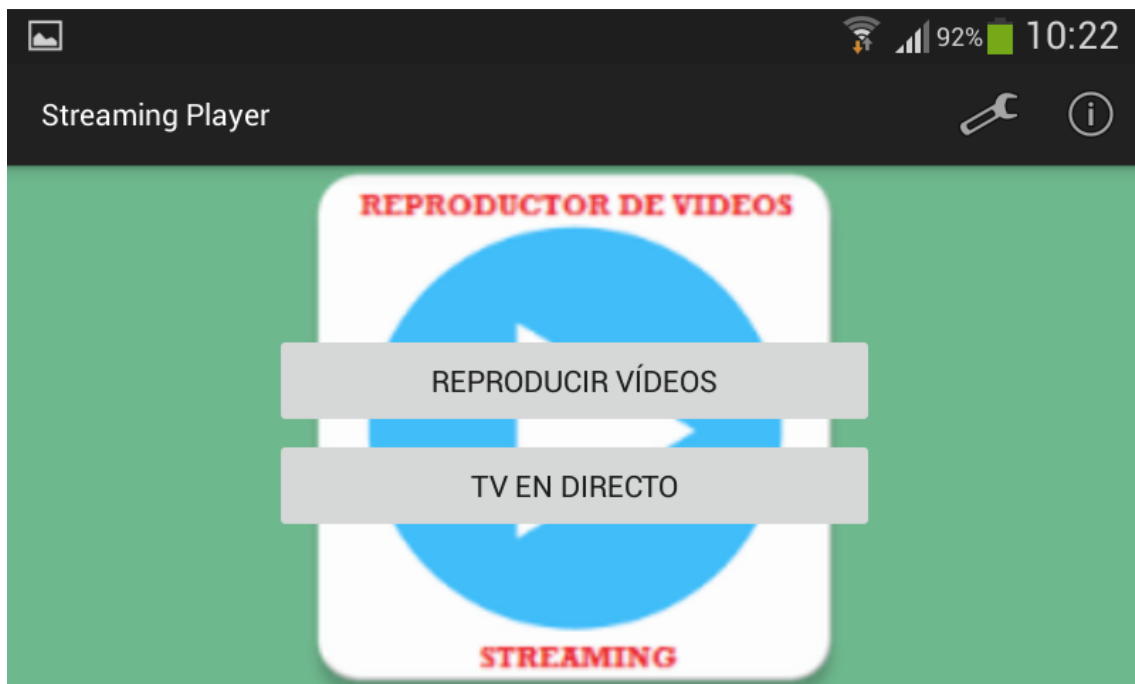 92% 10:22
Streaming Player
REPRODUCTOR DE VIDEOS
REPRODUCIR VÍDEOS
TV EN DIRECTO
STREAMING